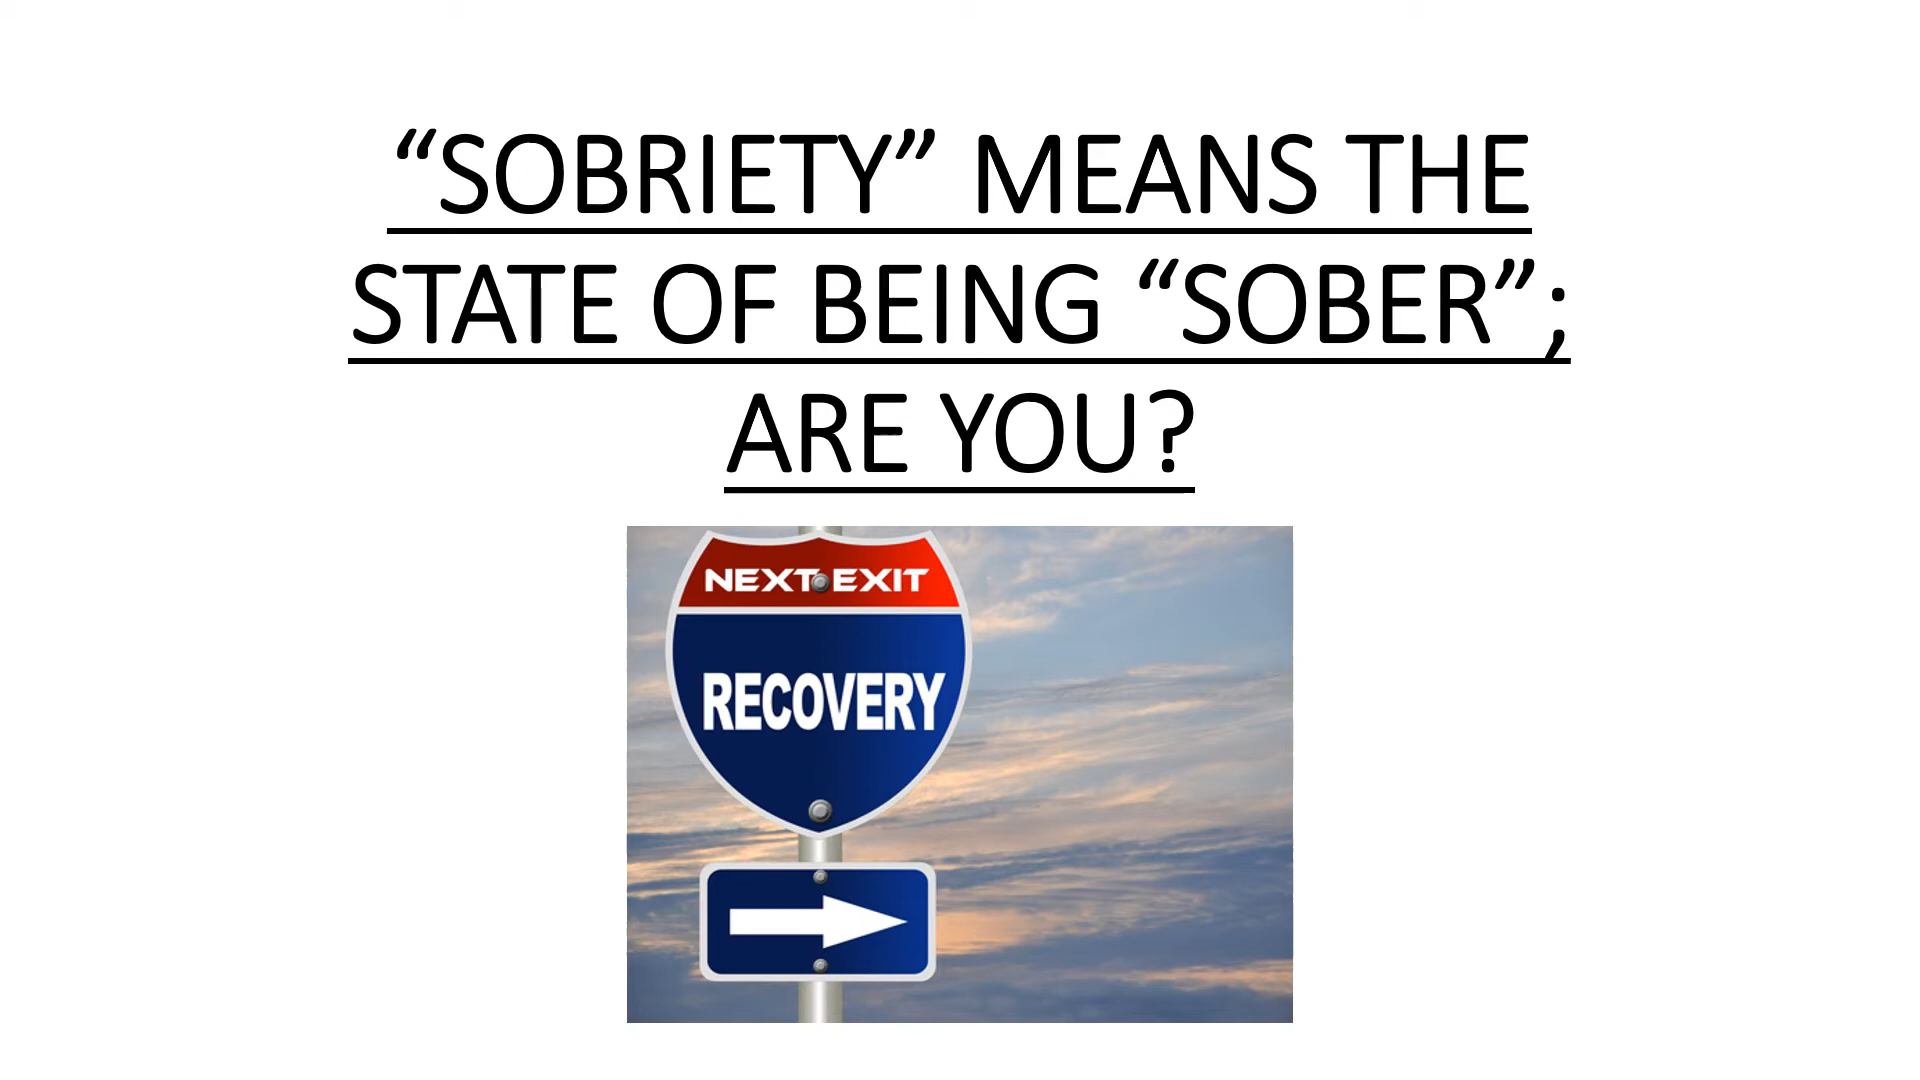 “SOBRIETY” MEANS THE
STATE OF BEING “SOBER”;
ARE YOU?
NEXT EXIT
RECOVERY